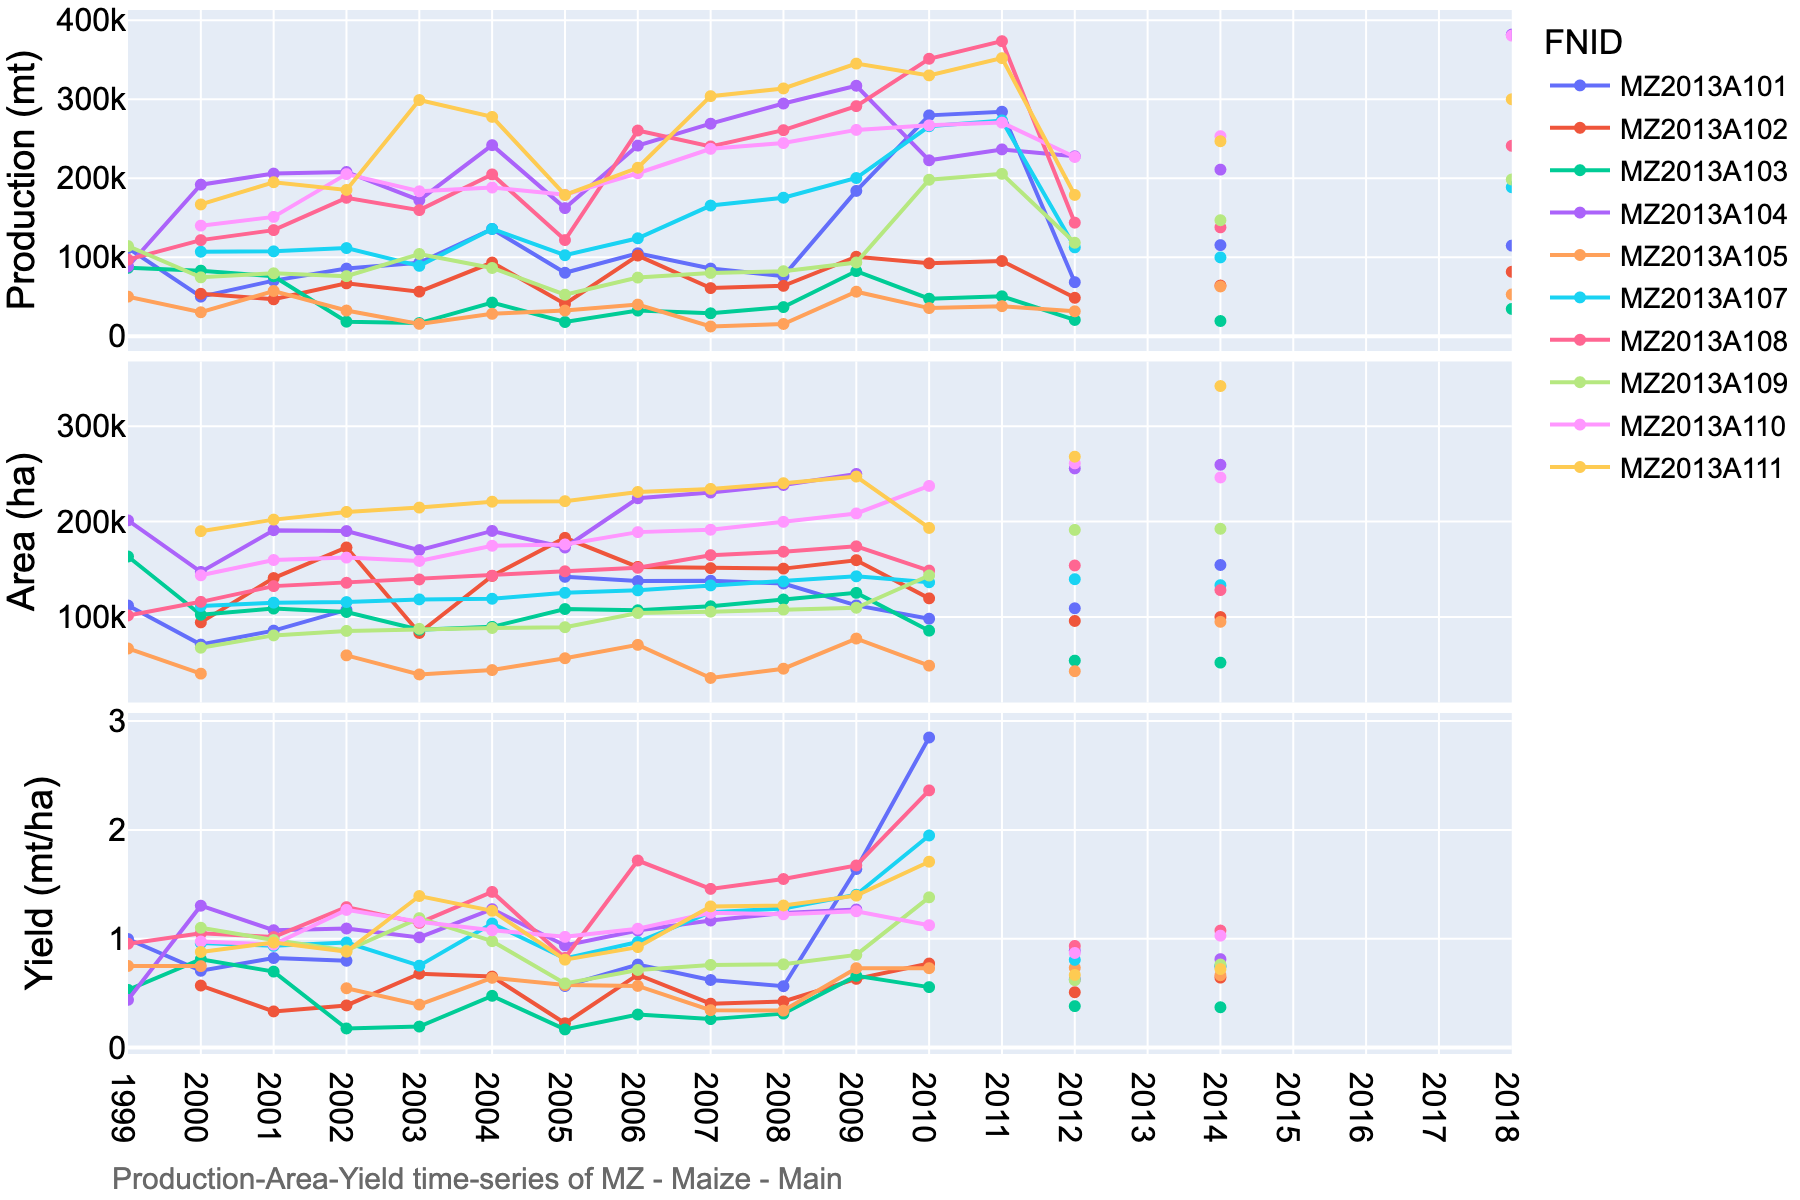 Production (mt)
400k
300k
200k
100k
0
Area (ha)
300k
200k
100k
Yield (mt/ha)
3
2
1
0
1999
2000
2001
2002
2003
2004
2005
2006
2007
2008
2009
2010
2011
2012
2013
2014
2015
2016
2017
2018
Production-Area-Yield time-series of MZ - Maize - Main
FNID
MZ2013A101
MZ2013A102
MZ2013A103
MZ2013A104
MZ2013A105
MZ2013A107
MZ2013A108
MZ2013A109
MZ2013A110
MZ2013A111